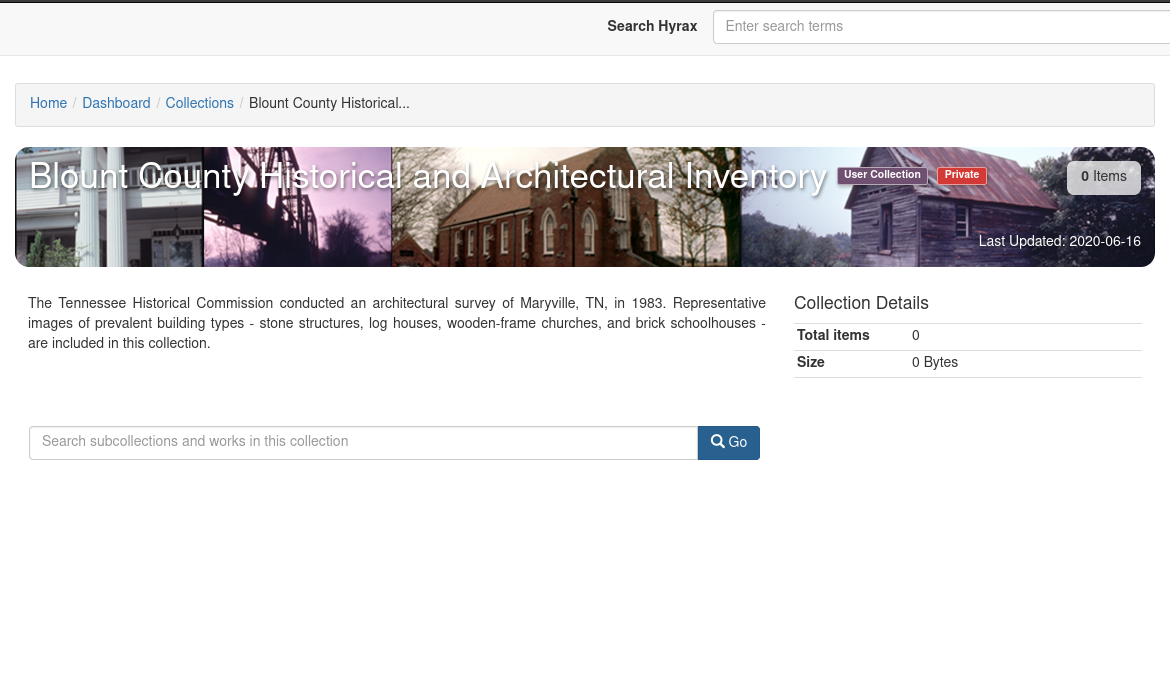 Search Hyrax Enter search terms
Home / Dashboard / Collections / Blount County Historical...
Blount County Historical and Architectural Inventory User Collection Private 0 Items
Last Updated: 2020-06-16
The Tennessee Historical Commission conducted an architectural survey of Maryville, TN, in 1983. Representative
images of prevalent building types - stone structures, log houses, wooden-frame churches, and brick schoolhouses -
are included in this collection.
Collection Details
Total items 0
Size 0 Bytes
Search subcollections and works in this collection Go